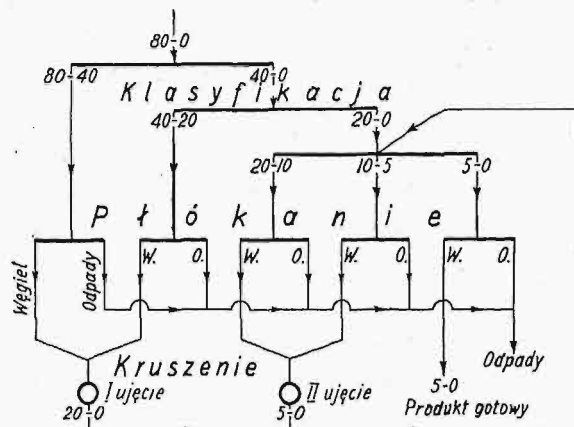 80-0
80-40 40-0
Klasyfikacja
40-20 20-0
20-10 10-5 5-0
Płókanie
W. O. W. O. W. O. W. O.
Węgiel
Odpady
Kruszenie
Odpady
I ujęcie II ujęcie
5-0
20-0 5-0 Produkt gotowy